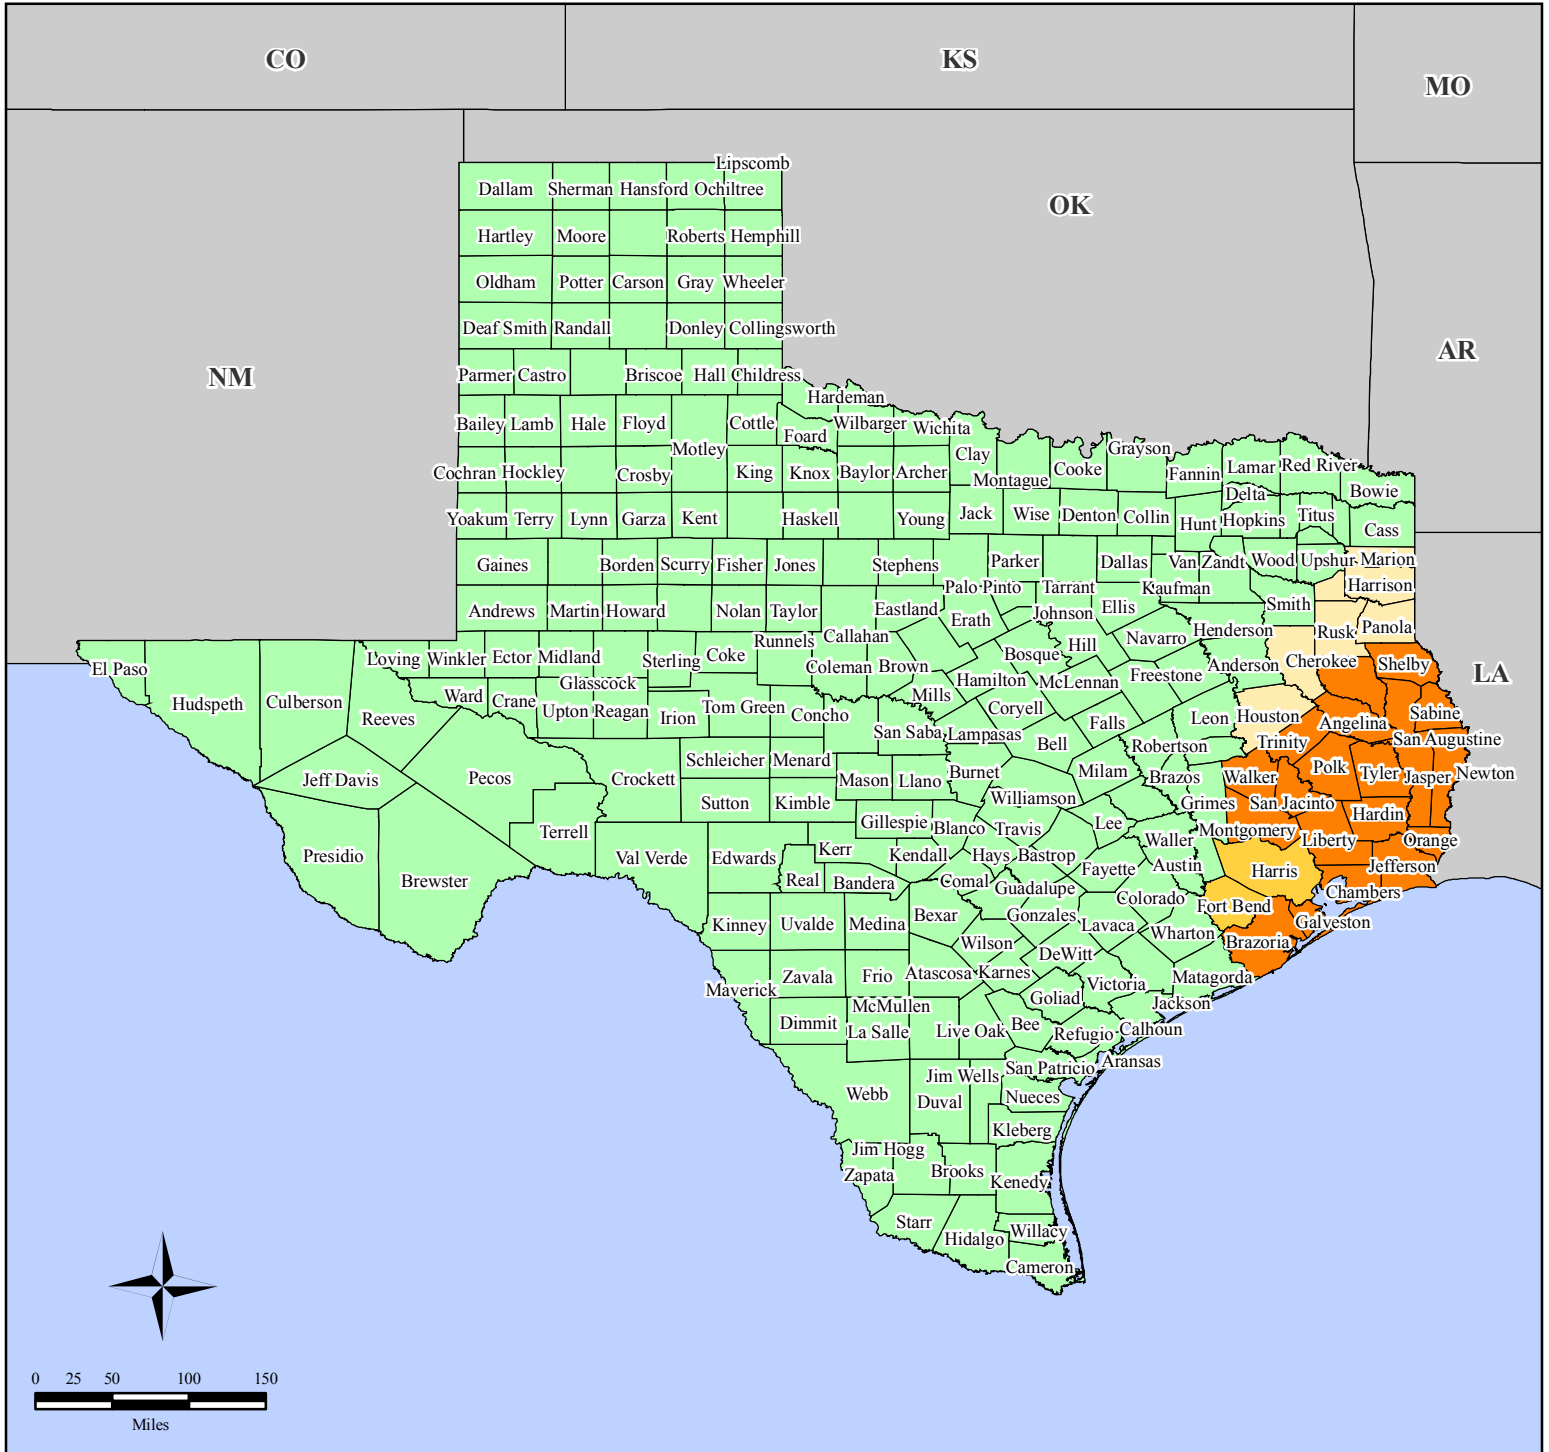 CO
KS
MO
Lipscomb
Dallam Sherman Hansford Ochiltree
OK
Hartley Moore Roberts Hemphill
Oldham Potter Carson Gray Wheeler
Deaf Smith Randall Donley Collingsworth
AR
NM
Parmer Castro Briscoe Hall Childress
Hardeman
Bailey Lamb Hale Floyd Cottle Foard Wilbarger Wichita
Motley Clay Grayson
Cochran Hockley Crosby King Knox Baylor Archer Montague Cooke Fannin Lamar Red River
Delta Bowie
Yoakum Terry Lynn Garza Kent Haskell Young Jack Wise Denton Collin Hunt Hopkins Titus
Cass
Gaines Borden Scurry Fisher Jones Stephens Parker Dallas Van Zandt Wood Upshur Marion
Palo Pinto Tarrant Kaufman Harrison
Andrews Martin Howard Nolan Taylor Eastland Erath Johnson Ellis Smith
Runnels Callahan Navarro Henderson Rusk Panola
El Paso Loving Winkler Ector Midland Sterling Coke Coleman Brown Bosque Hill Anderson Cherokee Shelby
Glasscock Hamilton McLennan Freestone
LA
Hudspeth Culberson Reeves Ward Crane Upton Reagan Irion Tom Green Concho Mills Coryell Falls Leon Houston Angelina Sabine
San Saba Lampasas Bell Robertson Trinity San Augustine
Jeff Davis Pecos Crockett Schleicher Menard Mason Llano Burnet Milam Brazos Walker Polk Tyler Jasper Newton
Sutton Kimble Williamson Grimes San Jacinto Hardin
Terrell Gillespie Blanco Travis Lee Waller Montgomery Liberty Orange
Presidio Val Verde Edwards Kerr Kendall Hays Bastrop Fayette Austin Harris Jefferson
Brewster Real Bandera Comal Guadalupe Colorado Fort Bend Chambers
Kinney Uvalde Medina Bexar Gonzales Lavaca Wharton Galveston
Wilson DeWitt Brazoria
Maverick Zavala Frio Atascosa Karnes Victoria Matagorda
McMullen Goliad Jackson
Dimmit La Salle Live Oak Bee Refugio Calhoun
San Patricio Aransas
Webb Duval Jim Wells Nueces
Kleberg
Jim Hogg
Zapata Brooks Kenedy
Starr Hidalgo Willacy
Cameron
0 25 50 100 150
Miles